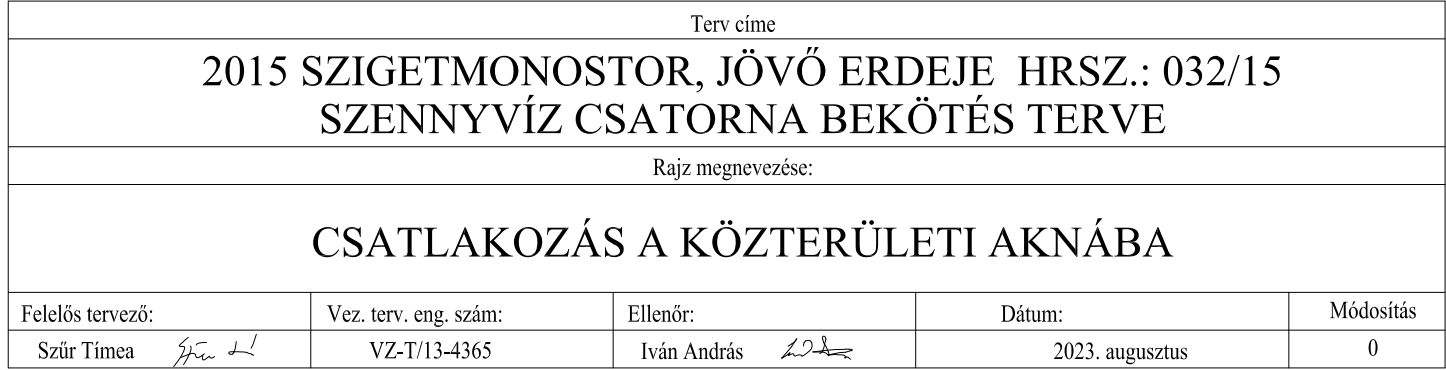 Terv címe
2015 SZIGETMONOSTOR, JÖVŐ ERDEJE HRSZ.: 032/15
SZENNYVÍZ CSATORNA BEKÖTÉS TERVE
Rajz megnevezése:
CSATLAKOZÁS A KÖZTERÜLETI AKNÁBA
Felelős tervező: Vez. terv. eng. szám: Ellenőr: Dátum: Módosítás
Szűr Tímea VZ-T/13-4365 Iván András 2023. augusztus 0